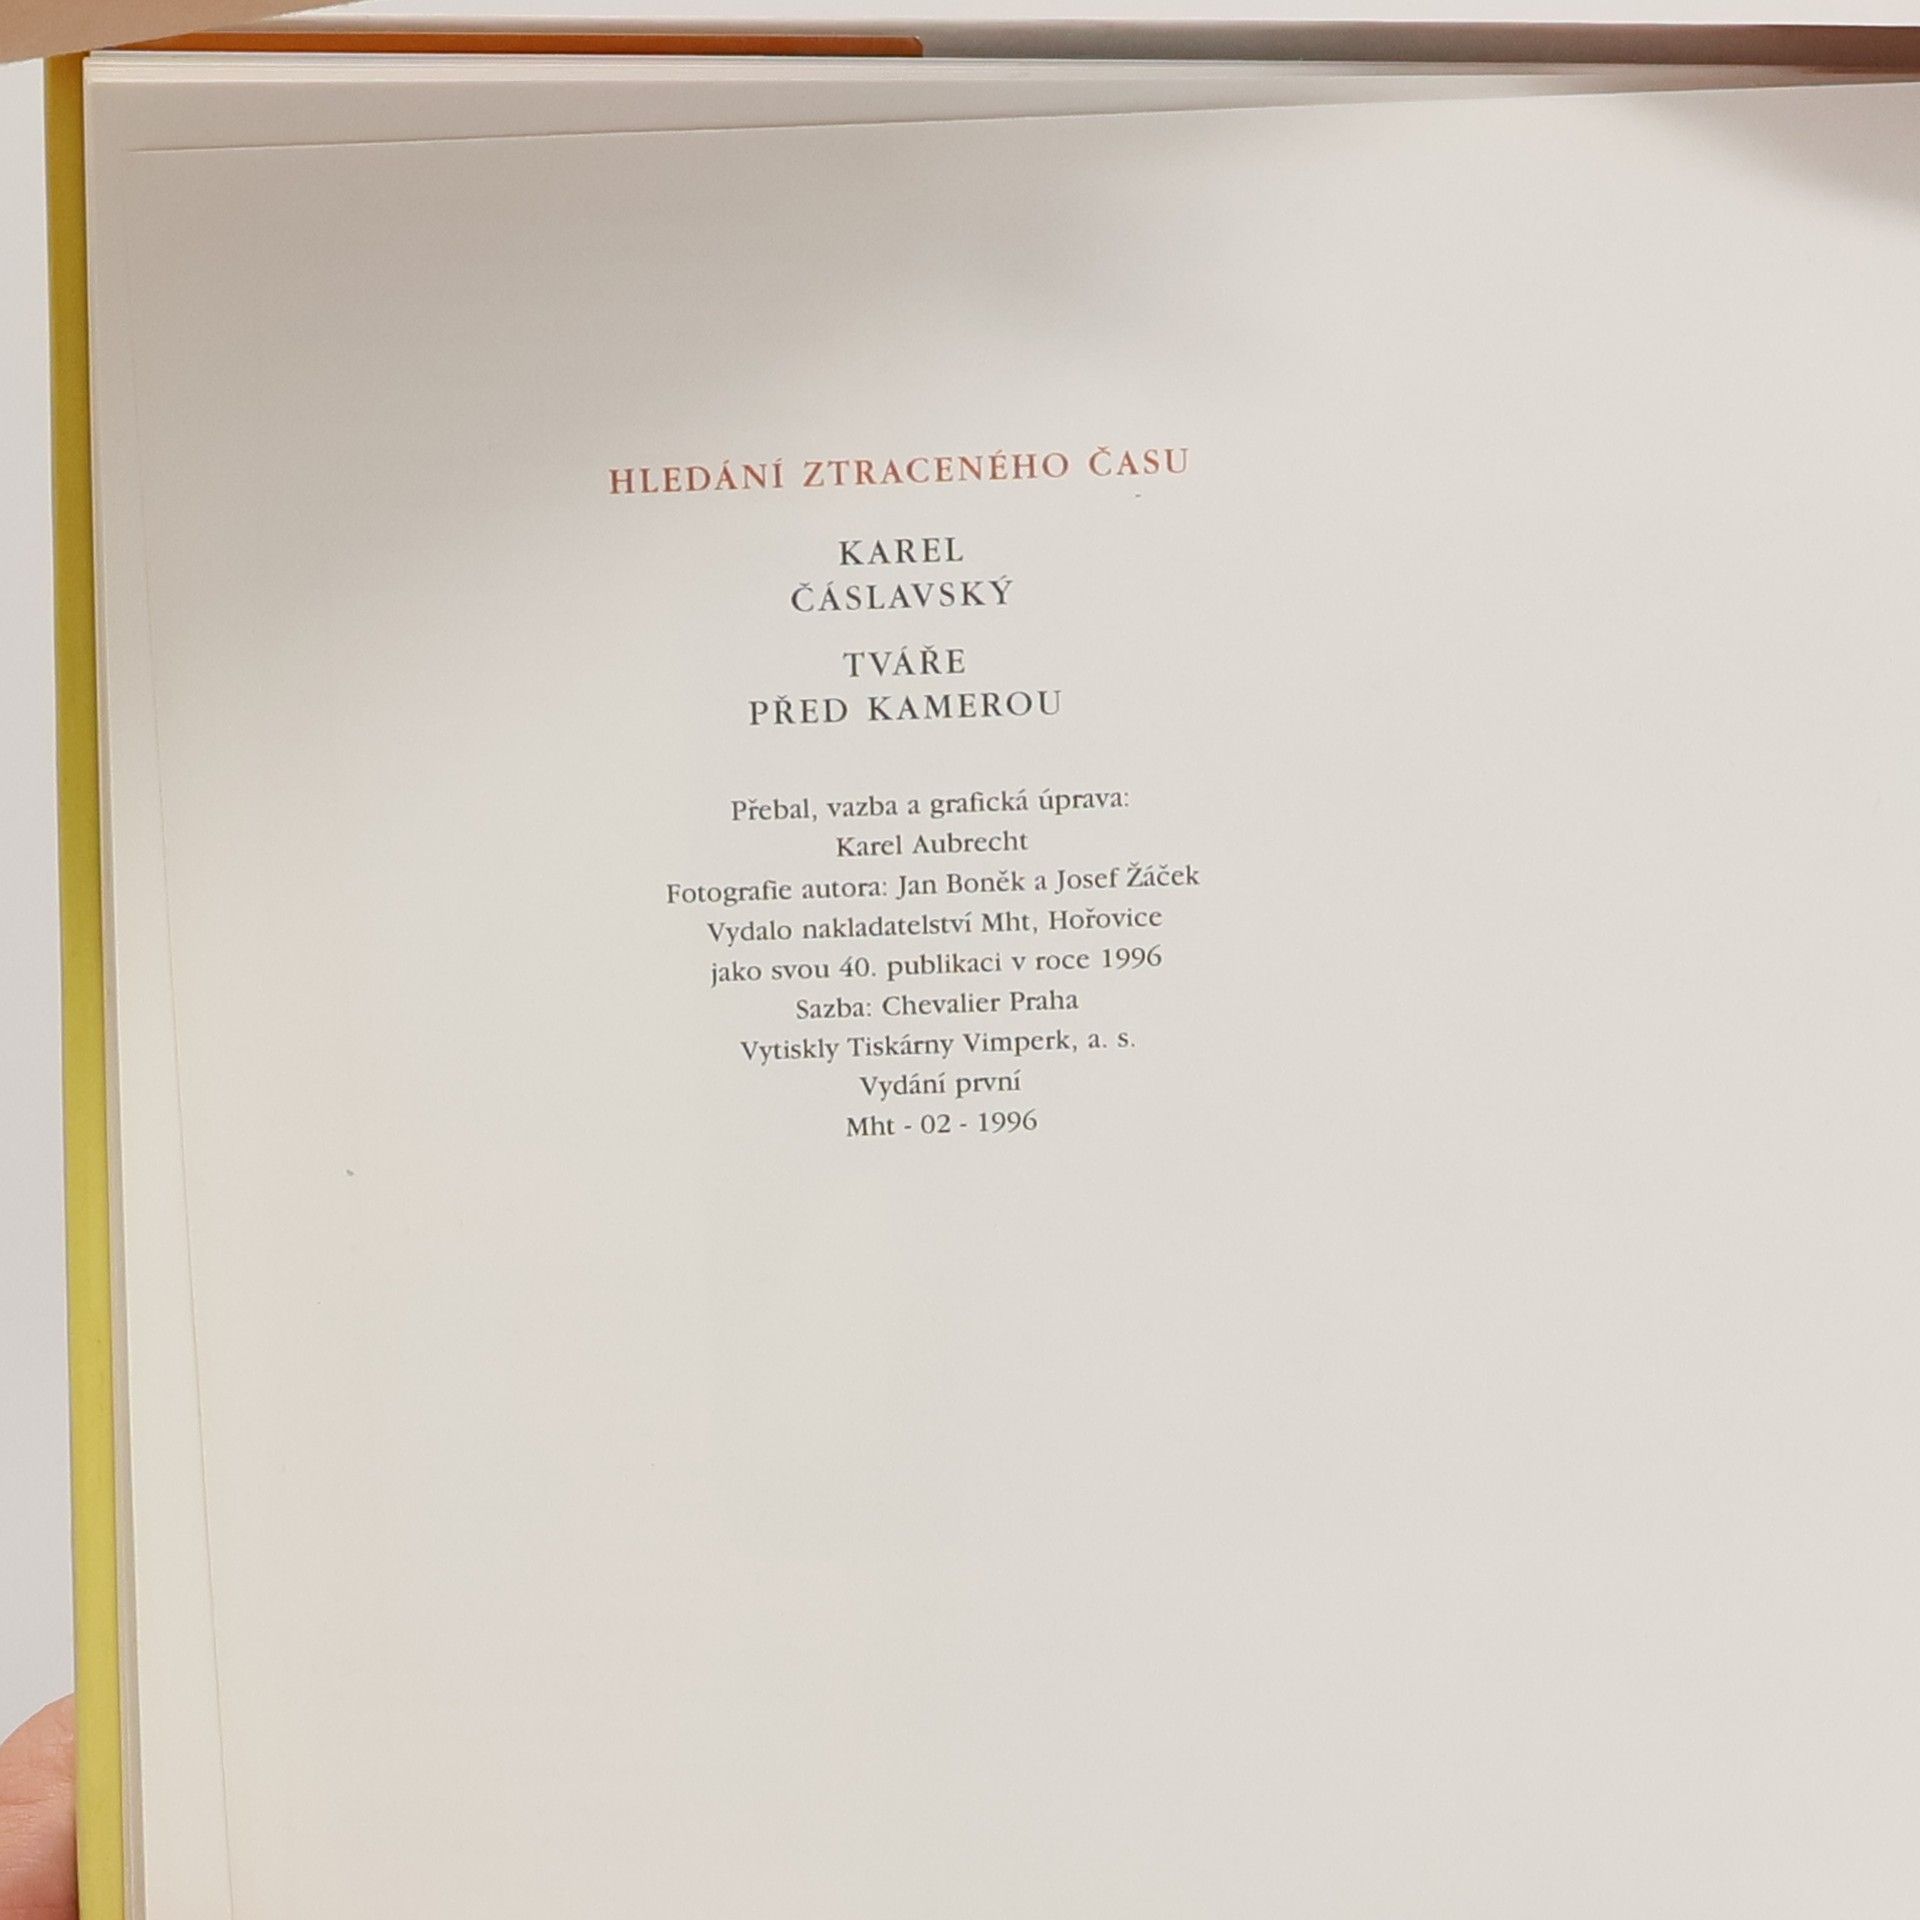 HLEDÁNÍ ZTRACENÉHO ČASU
KAREL
ČÁSLAVSKÝ
TVÁŘE
PŘED KAMEROU
Přebal, vazba a grafická úprava:
Karel Aubrecht
Fotografie autora: Jan Boněk a Josef Žáček
Vydalo nakladatelství Mht, Hořovice
jako svou 40. publikaci v roce 1996
Sazba: Chevalier Praha
Vytiskly Tiskárny Vimperk, a. s.
Vydání první
Mht - 02 - 1996